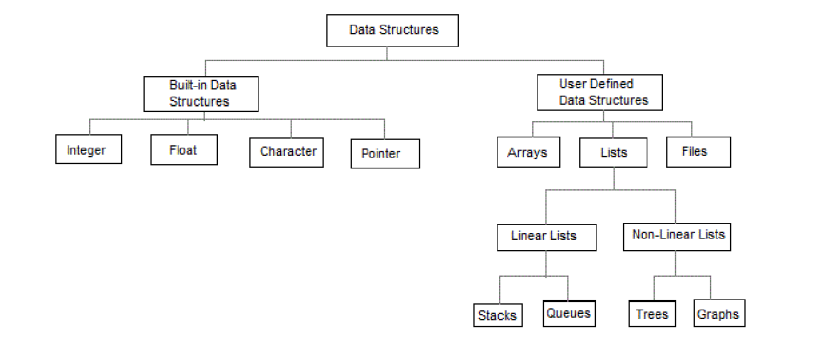 Data Structures
Built-in Data
Structures
User Defined
Data Structures
Integer
Float
Character
Pointer
Arrays
Lists
Files
Linear Lists
Non-Linear Lists
Stacks
Queues
Trees
Graphs